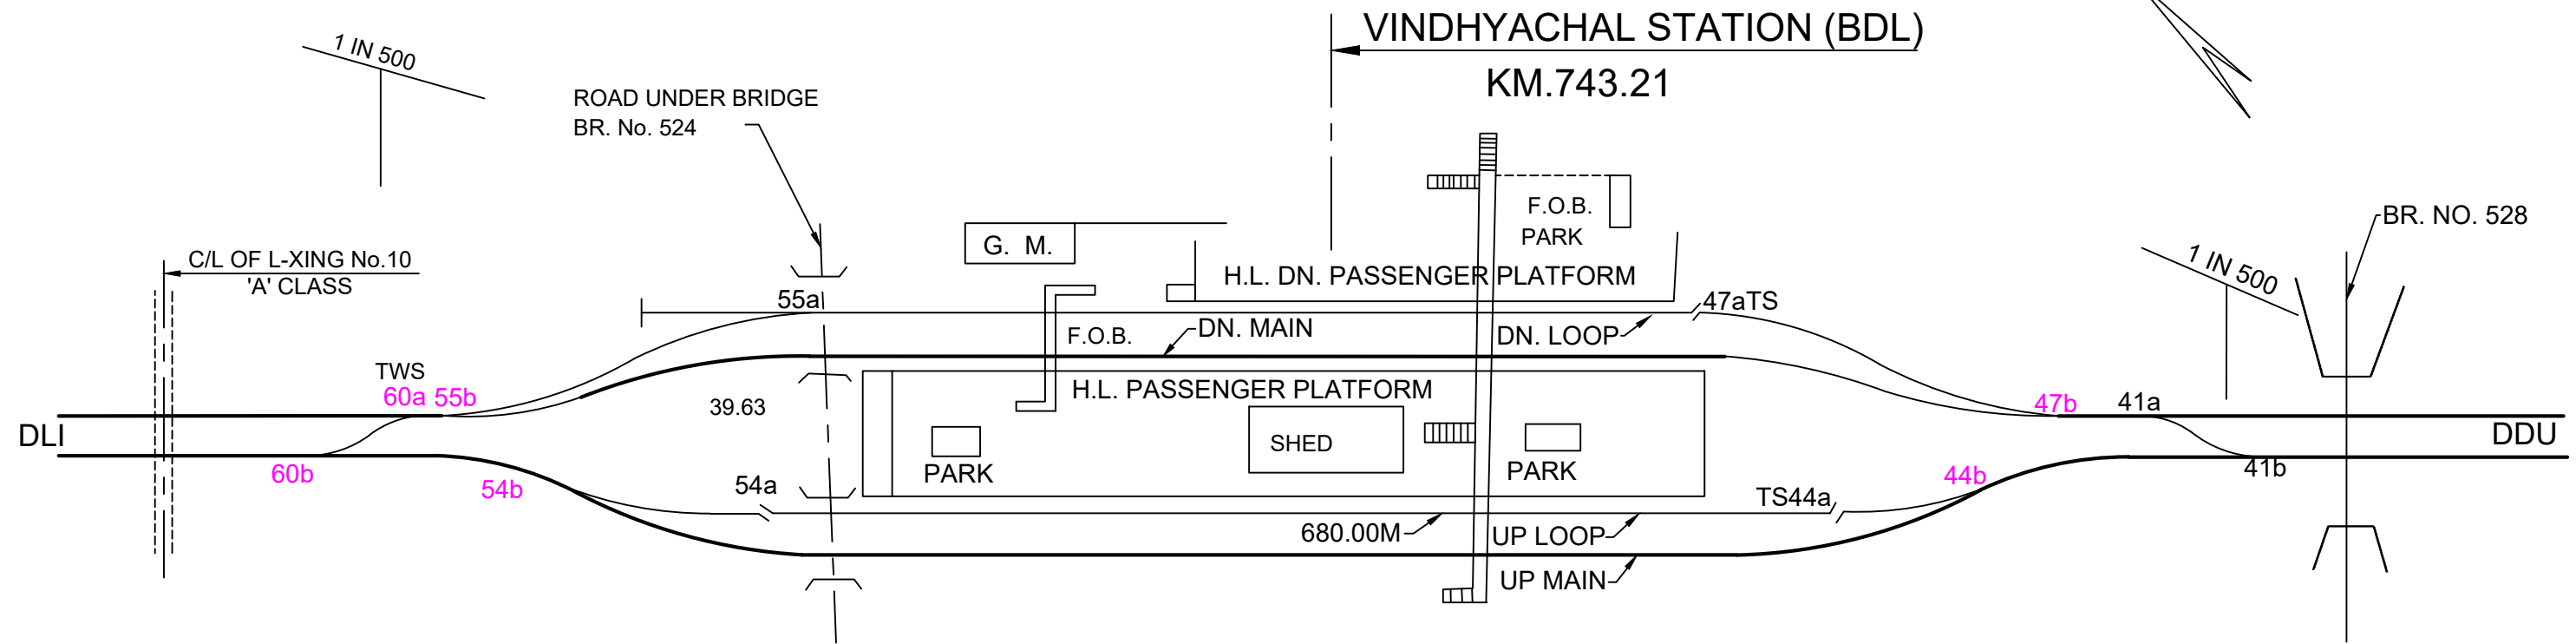 VINDHYACHAL STATION (BDL)
KM.743.21
1 IN 500
ROAD UNDER BRIDGE
BR. No. 524
F.O.B.
PARK
BR. NO. 528
G. M.
C/L OF L-XING No.10
'A' CLASS
H.L. DN. PASSENGER PLATFORM
1 IN 500
55a
47aTS
F.O.B.
DN. MAIN
DN. LOOP
TWS
60a 55b
H.L. PASSENGER PLATFORM
39.63
47b
41a
DLI
SHED
DDU
60b
54b
54a
PARK
PARK
44b
41b
TS44a
680.00M
UP LOOP
UP MAIN